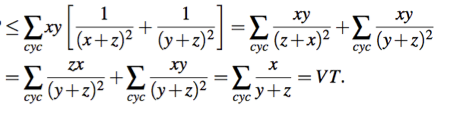 ≤ ∑cyc xy [ 1/(x+z)² + 1/(y+z)² ] = ∑cyc xy/(z+x)² + ∑cyc xy/(y+z)²
= ∑cyc zx/(y+z)² + ∑cyc xy/(y+z)² = ∑cyc x/(y+z) = VT.